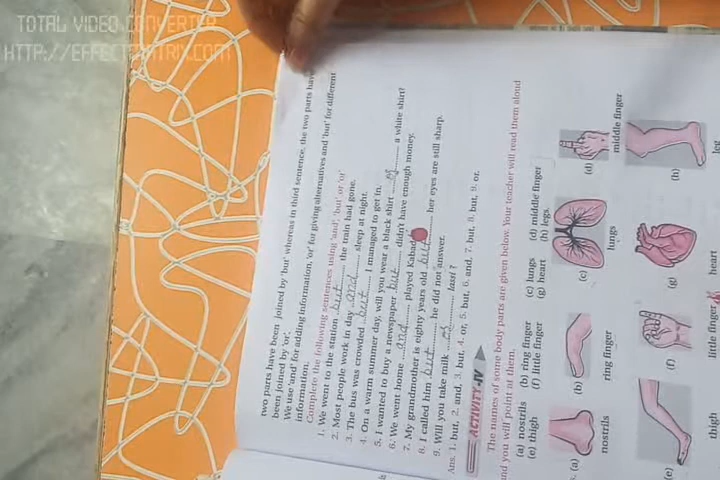 TOTAL VIDEO CONVERTER
HTTP://EFFECTMATRIX.COM
two parts have been joined by 'but' whereas in third sentence, the two parts have
been joined by 'or'.
We use 'and' for adding information, 'or' for giving alternatives and 'but' for different
information.
Complete the following sentences using 'and', 'but', or 'or'
1. We went to the station but the train had gone.
2. Most people work in day and sleep at night.
3. The bus was crowded but I managed to get in.
4. On a warm summer day, will you wear a black shirt or a white shirt?
5. I wanted to buy a newspaper but didn't have enough money.
6. We went home and played Kabaddi
7. My grandmother is eighty years old but her eyes are still sharp.
8. I called him but he did not answer.
9. Will you take milk or lassi ?
Ans. 1. but, 2. and, 3. but, 4. or, 5. but, 6. and, 7. but, 8. but, 9. or.
ACTIVITY-IV
The names of some body parts are given below. Your teacher will read them aloud
and you will point at them.
(a) nostrils (b) ring finger (c) lungs (d) middle finger
(e) thigh (f) little finger (g) heart (h) legs
(a) (b) (c) (d)
nostrils ring finger lungs middle finger
(e) (f) (g) (h)
thigh little finger heart leg